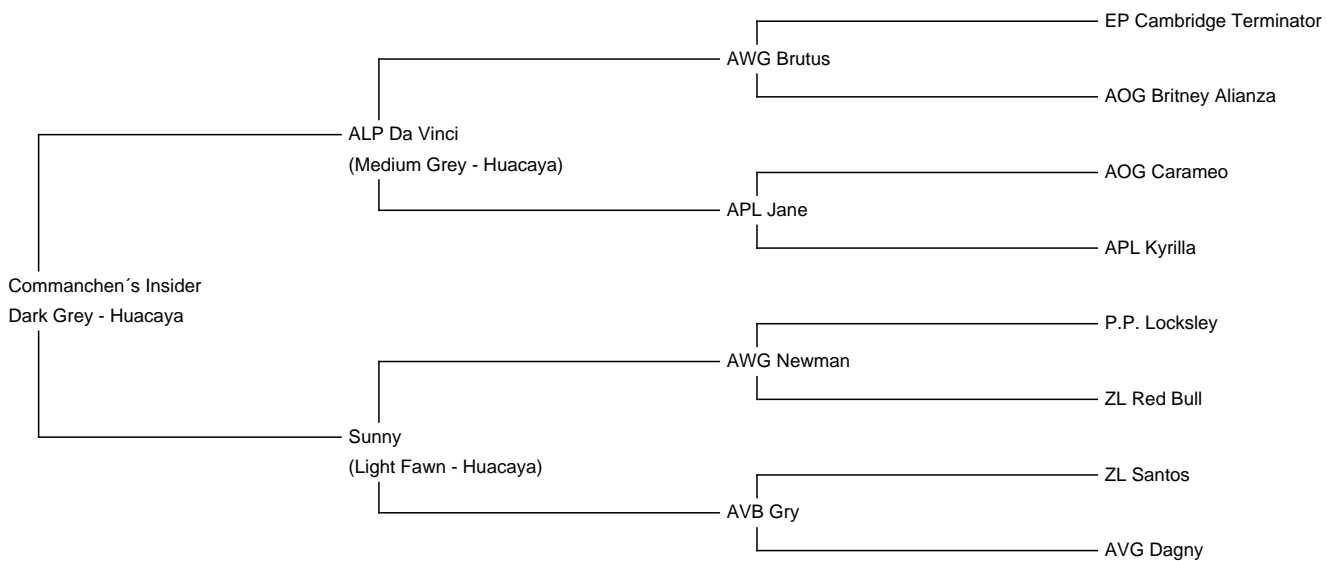 EP Cambridge Terminator
AWG Brutus
AOG Britney Alianza
ALP Da Vinci
(Medium Grey - Huacaya)
AOG Carameo
APL Jane
APL Kyrilla
Commanchen´s Insider
Dark Grey - Huacaya
P.P. Locksley
AWG Newman
ZL Red Bull
Sunny
(Light Fawn - Huacaya)
ZL Santos
AVB Gry
AVG Dagny